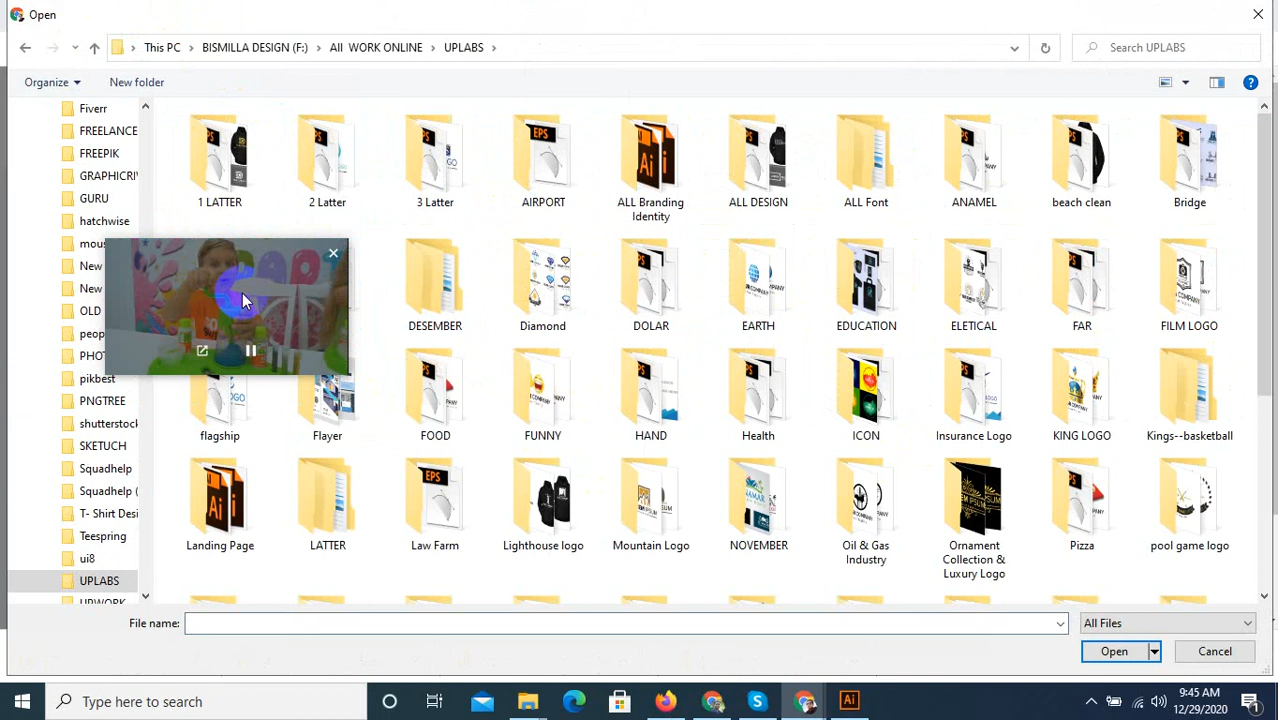 Open
This PC > BISMILLA DESIGN (F:) > All WORK ONLINE > UPLABS >
Search UPLABS
Organize
New folder
Fiverr
FREELANCE
FREEPIK
GRAPHICRI
GURU
hatchwise
mou
New
New
OLD
peop
PHOT
pikbest
PNGTREE
shutterstock
SKETUCH
Squadhelp
Squadhelp (
T- Shirt Desi
Teespring
ui8
UPLABS
UPWORK
1 LATTER
2 Latter
3 Latter
AIRPORT
ALL Branding
Identity
ALL DESIGN
ALL Font
ANAMEL
beach clean
Bridge
DESEMBER
Diamond
DOLAR
EARTH
EDUCATION
ELETICAL
FAR
FILM LOGO
flagship
Flayer
FOOD
FUNNY
HAND
Health
ICON
Insurance Logo
KING LOGO
Kings--basketball
Landing Page
LATTER
Law Farm
Lighthouse logo
Mountain Logo
NOVEMBER
Oil & Gas
Industry
Ornament
Collection &
Luxury Logo
Pizza
pool game logo
File name:
All Files
Open
Cancel
Type here to search
9:45 AM
12/29/2020